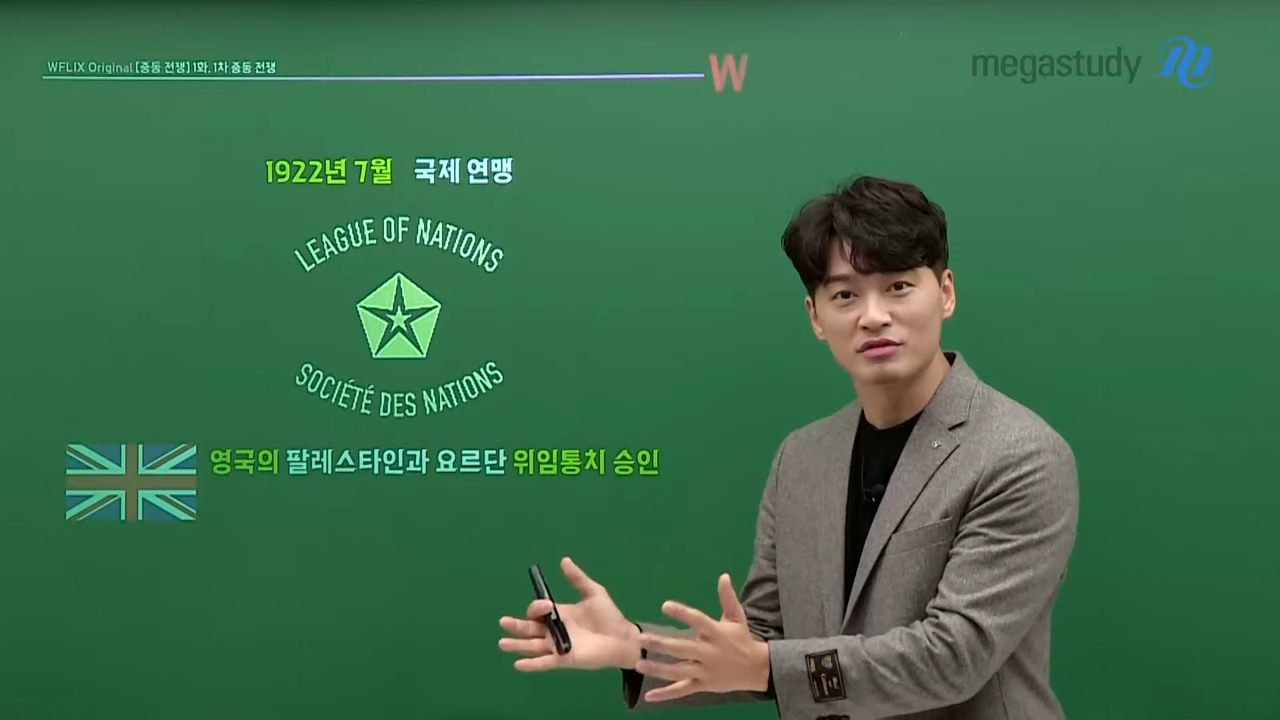 WFLIX Original [중동 전쟁] 1화. 1차 중동 전쟁
W
megastudy
1922년 7월 국제 연맹
LEAGUE OF NATIONS
SOCIÉTÉ DES NATIONS
영국의 팔레스타인과 요르단 위임통치 승인